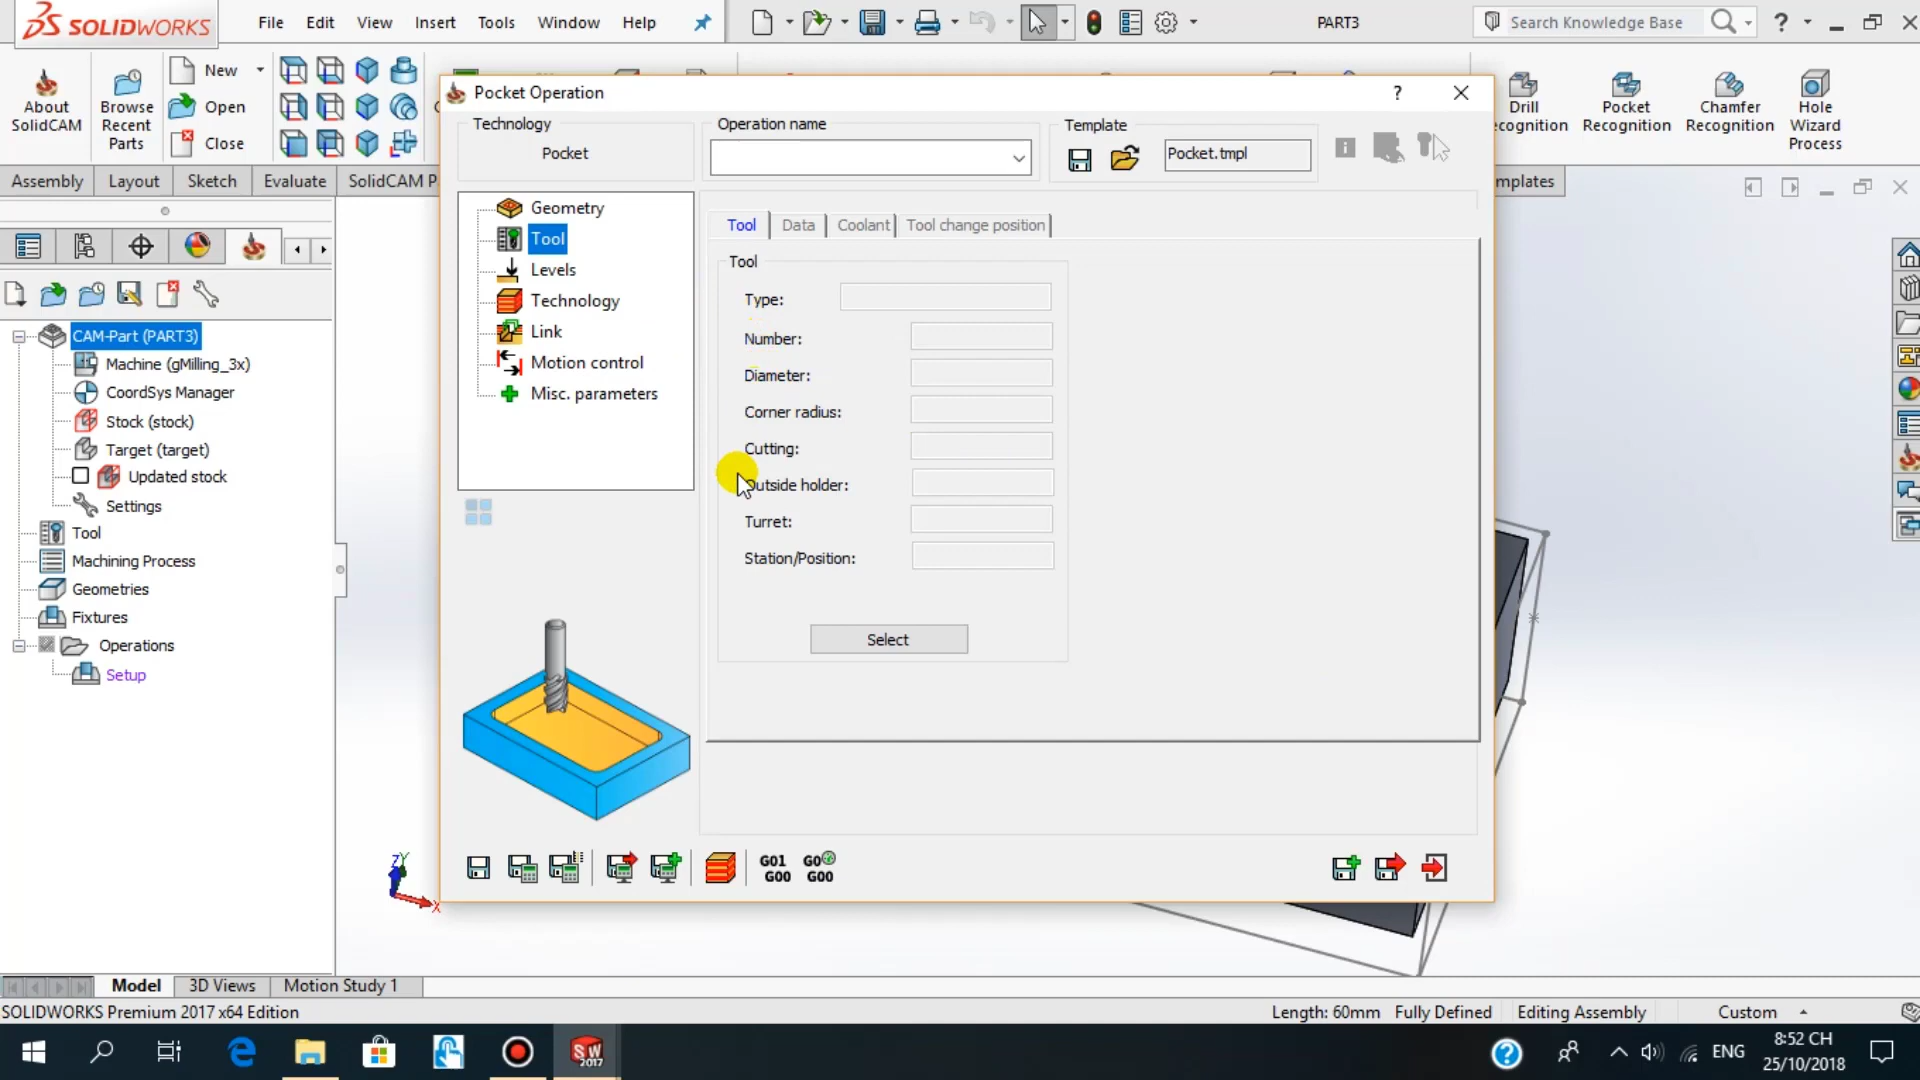 SOLIDWORKS File Edit View Insert Tools Window Help PART3 Search Knowledge Base ?
About SolidCAM
Browse Recent Parts
New
Open
Close
Drill
ecognition
Pocket Recognition
Chamfer Recognition
Hole Wizard Process
Assembly Layout Sketch Evaluate SolidCAM P
mplates
CAM-Part (PART3)
Machine (gMilling_3x)
CoordSys Manager
Stock (stock)
Target (target)
Updated stock
Settings
Tool
Machining Process
Geometries
Fixtures
Operations
Setup
Pocket Operation ?
Technology
Pocket
Operation name
Template
Pocket.tmpl
Geometry
Tool
Levels
Technology
Link
Motion control
Misc. parameters
Tool Data Coolant Tool change position
Tool
Type:
Number:
Diameter:
Corner radius:
Cutting:
Outside holder:
Turret:
Station/Position:
Select
G01
G00
G0
G00
ZY
X
Model 3D Views Motion Study 1
SOLIDWORKS Premium 2017 x64 Edition
Length: 60mm Fully Defined Editing Assembly Custom
SW
2017
ENG
8:52 CH
25/10/2018